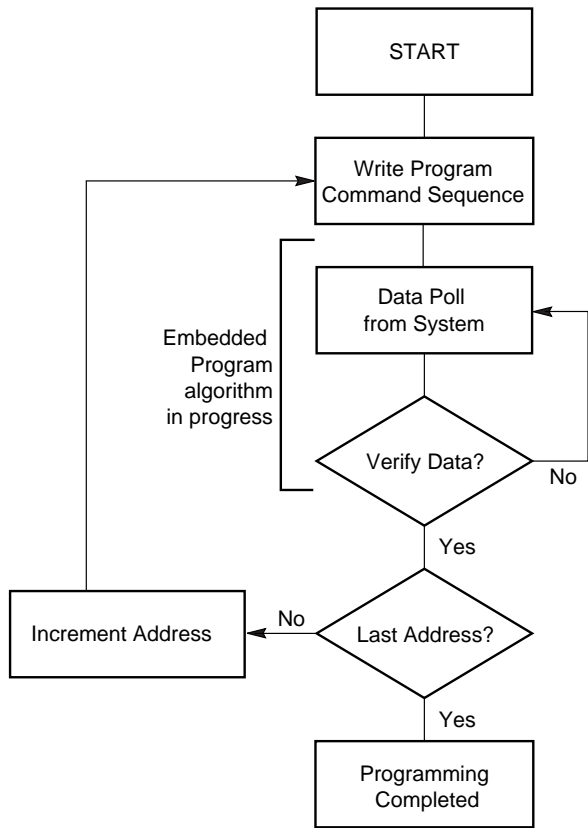 START
Write Program
Command Sequence
Data Poll
from System
Embedded
Program
algorithm
in progress
Verify Data?
No
Yes
Increment Address
No
Last Address?
Yes
Programming
Completed